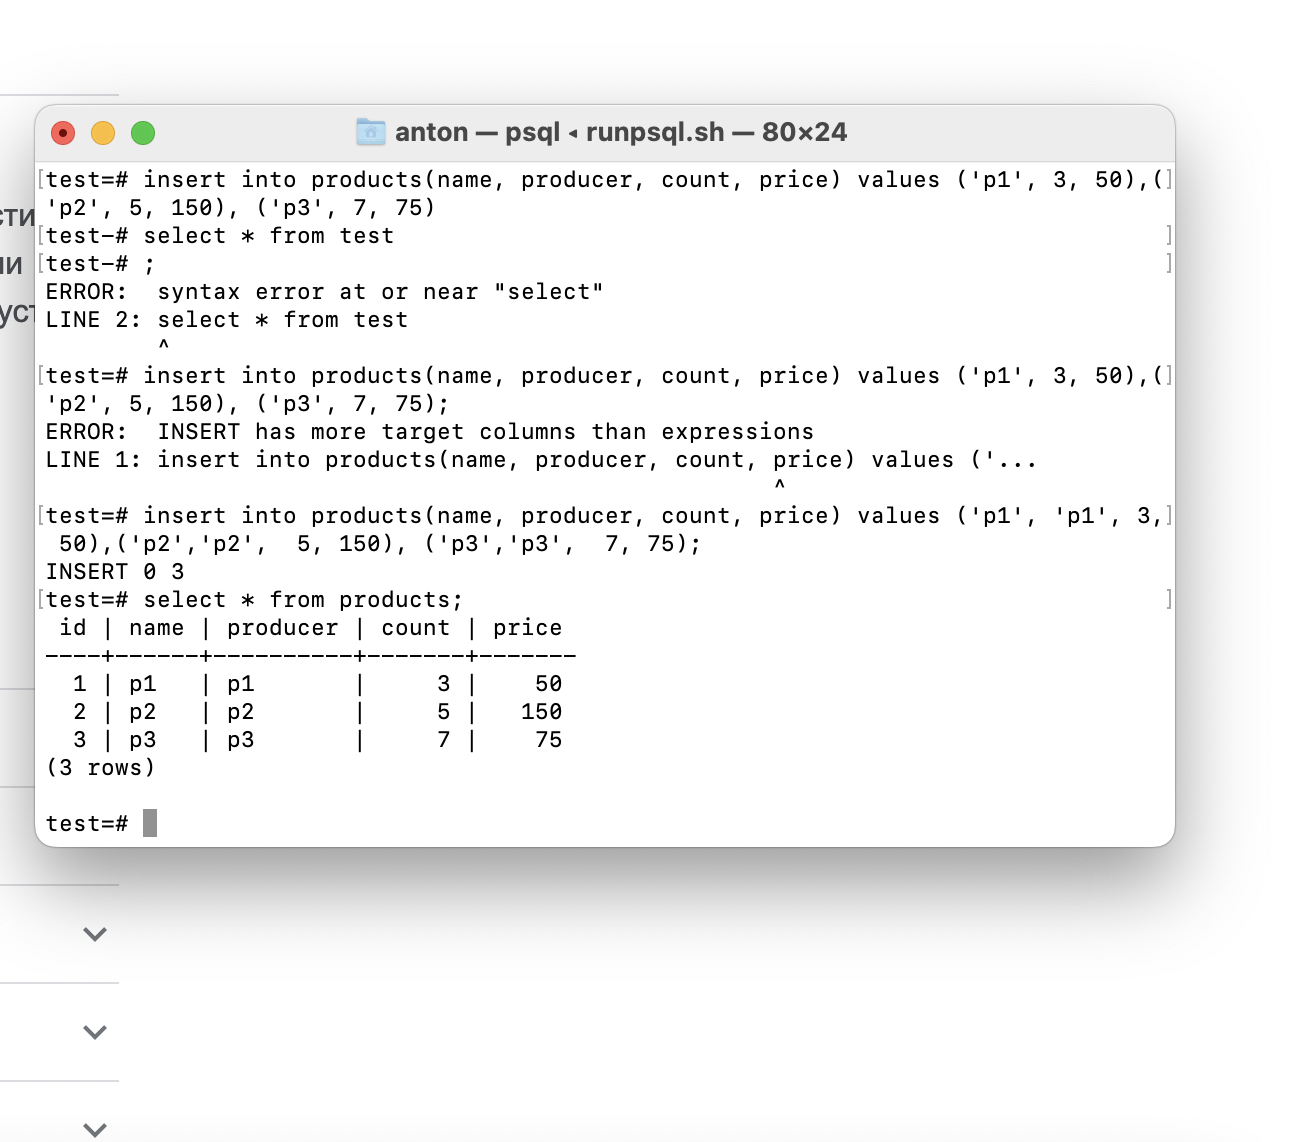 anton — psql ◂ runpsql.sh — 80×24
[test=# insert into products(name, producer, count, price) values ('p1', 3, 50),(]
'p2', 5, 150), ('p3', 7, 75)
[test-# select * from test ]
[test-# ; ]
ERROR:  syntax error at or near "select"
LINE 2: select * from test
        ^
[test=# insert into products(name, producer, count, price) values ('p1', 3, 50),(]
'p2', 5, 150), ('p3', 7, 75);
ERROR:  INSERT has more target columns than expressions
LINE 1: insert into products(name, producer, count, price) values ('...
                                                    ^
[test=# insert into products(name, producer, count, price) values ('p1', 'p1', 3,]
 50),('p2','p2',  5, 150), ('p3','p3',  7, 75);
INSERT 0 3
[test=# select * from products; ]
 id | name | producer | count | price
----+------+----------+-------+-------
  1 | p1   | p1       |     3 |    50
  2 | p2   | p2       |     5 |   150
  3 | p3   | p3       |     7 |    75
(3 rows)
test=#
сти
ли
уст